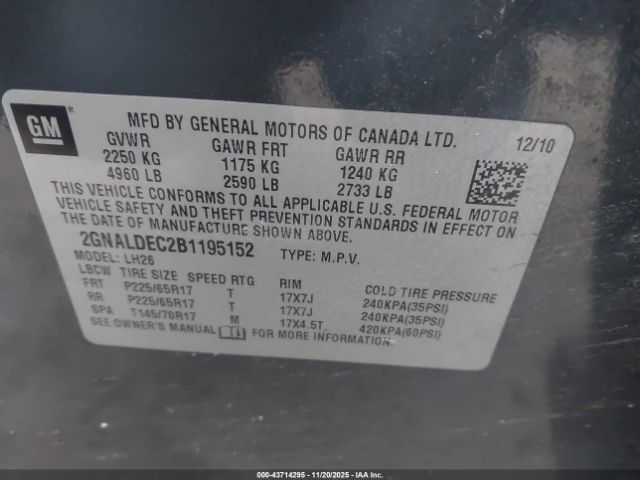 GM
MFD BY GENERAL MOTORS OF CANADA LTD. 12/10
GVWR GAWR FRT GAWR RR
2250 KG 1175 KG 1240 KG
4960 LB 2590 LB 2733 LB
THIS VEHICLE CONFORMS TO ALL APPLICABLE U.S. FEDERAL MOTOR
VEHICLE SAFETY AND THEFT PREVENTION STANDARDS IN EFFECT ON
THE DATE OF MANUFACTURE SHOWN ABOVE.
2GNALDEC2B1195152 TYPE: M.P.V.
MODEL: LH26
LBCW TIRE SIZE SPEED RTG RIM COLD TIRE PRESSURE
FRT P225/65R17 T 17X7J 240KPA(35PSI)
RR P225/65R17 T 17X7J 240KPA(35PSI)
SPA T145/70R17 M 17X4.5T 420KPA(60PSI)
SEE OWNER'S MANUAL FOR MORE INFORMATION.
000-43714295 - 11/20/2025 - IAA Inc.